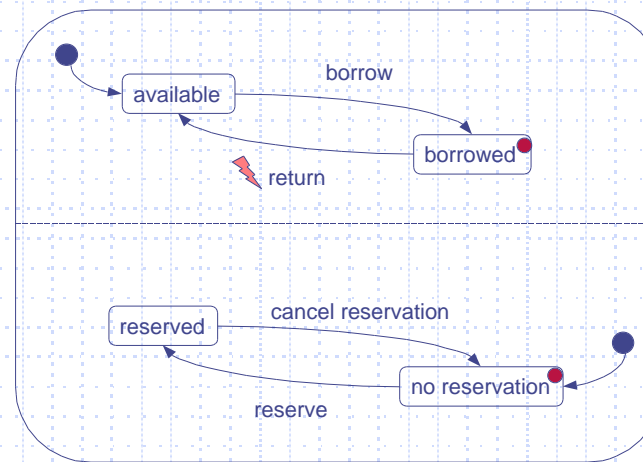 borrow
available
borrowed
return
cancel reservation
reserved
no reservation
reserve